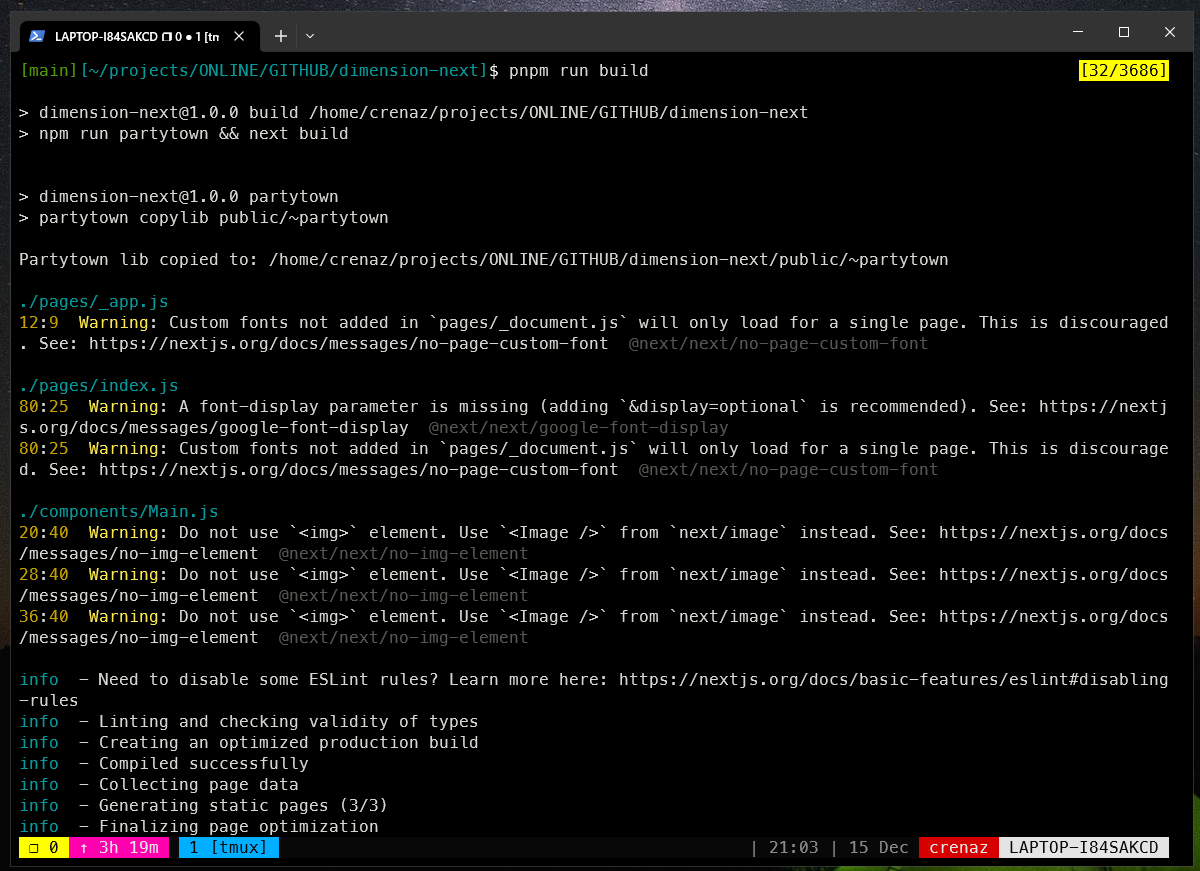 LAPTOP-I84SAKCD ❐ 0 ● 1 [tm
[main][~/projects/ONLINE/GITHUB/dimension-next]$ pnpm run build [32/3686]
> dimension-next@1.0.0 build /home/crenaz/projects/ONLINE/GITHUB/dimension-next
> npm run partytown && next build
> dimension-next@1.0.0 partytown
> partytown copylib public/~partytown
Partytown lib copied to: /home/crenaz/projects/ONLINE/GITHUB/dimension-next/public/~partytown
./pages/_app.js
12:9  Warning: Custom fonts not added in `pages/_document.js` will only load for a single page. This is discouraged
. See: https://nextjs.org/docs/messages/no-page-custom-font  @next/next/no-page-custom-font
./pages/index.js
80:25  Warning: A font-display parameter is missing (adding `&display=optional` is recommended). See: https://nextj
s.org/docs/messages/google-font-display  @next/next/google-font-display
80:25  Warning: Custom fonts not added in `pages/_document.js` will only load for a single page. This is discourage
d. See: https://nextjs.org/docs/messages/no-page-custom-font  @next/next/no-page-custom-font
./components/Main.js
20:40  Warning: Do not use `<img>` element. Use `<Image />` from `next/image` instead. See: https://nextjs.org/docs
/messages/no-img-element  @next/next/no-img-element
28:40  Warning: Do not use `<img>` element. Use `<Image />` from `next/image` instead. See: https://nextjs.org/docs
/messages/no-img-element  @next/next/no-img-element
36:40  Warning: Do not use `<img>` element. Use `<Image />` from `next/image` instead. See: https://nextjs.org/docs
/messages/no-img-element  @next/next/no-img-element
info  - Need to disable some ESLint rules? Learn more here: https://nextjs.org/docs/basic-features/eslint#disabling
-rules
info  - Linting and checking validity of types
info  - Creating an optimized production build
info  - Compiled successfully
info  - Collecting page data
info  - Generating static pages (3/3)
info  - Finalizing page optimization
❐ 0 ↑ 3h 19m 1 [tmux] | 21:03 | 15 Dec crenaz LAPTOP-I84SAKCD